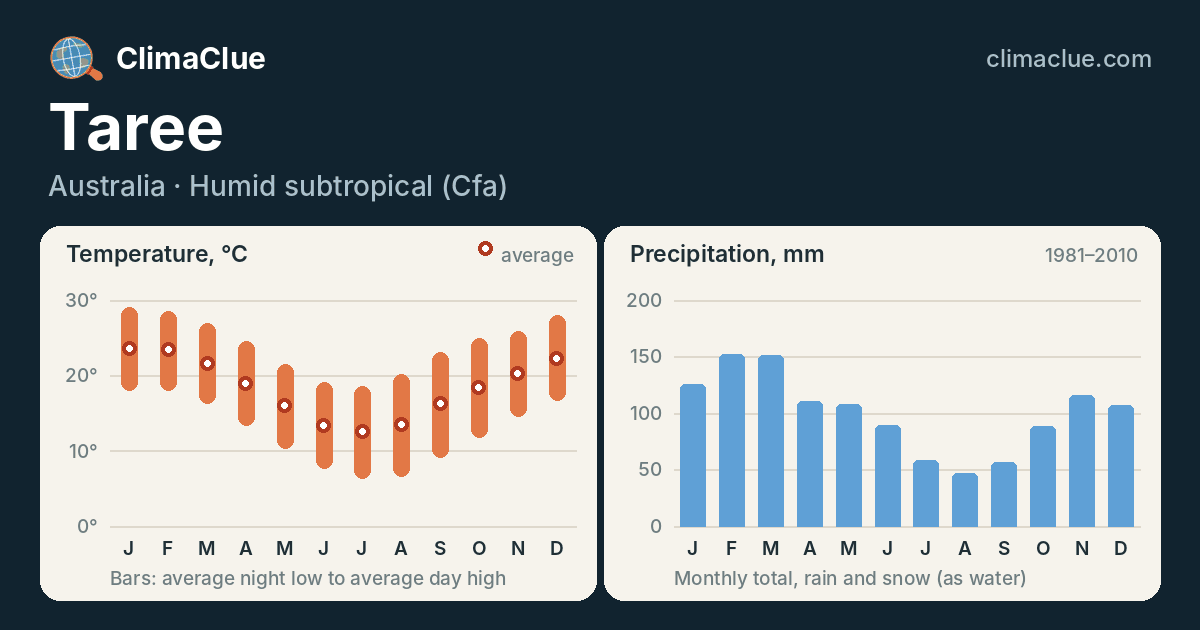 ClimaClue
climaclue.com
Taree
Australia · Humid subtropical (Cfa)
Temperature, °C
average
30°
20°
10°
0°
J F M A M J J A S O N D
Bars: average night low to average day high
Precipitation, mm
1981–2010
200
150
100
50
0
J F M A M J J A S O N D
Monthly total, rain and snow (as water)